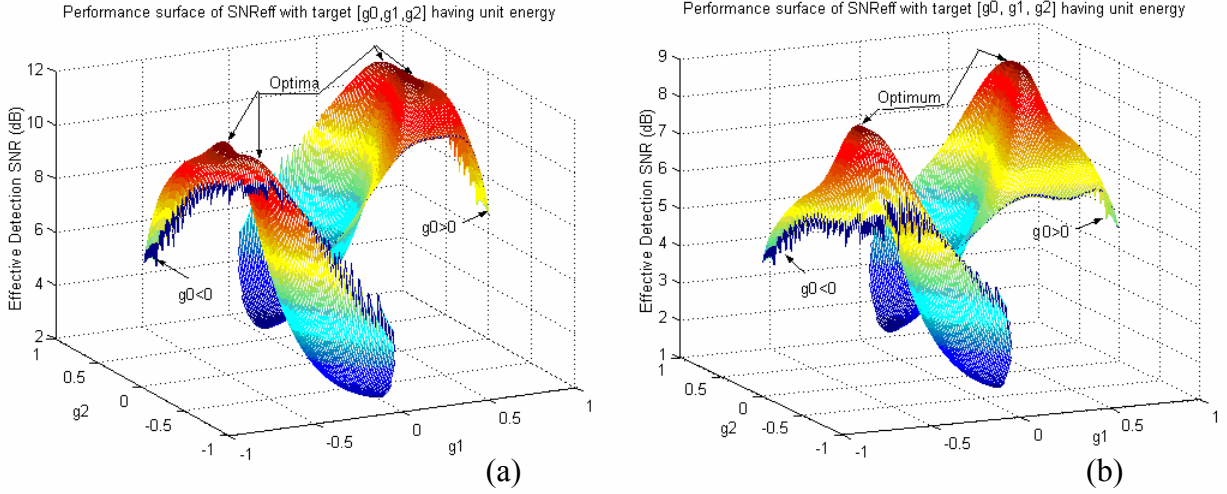 Performance surface of SNReff with target [g0,g1,g2] having unit energy
12
10
8
6
4
2
Effective Detection SNR (dB)
Optima
g0<0
g0>0
1
0.5
0
-0.5
-1
g2
-1
-0.5
0
0.5
1
g1
(a)
Performance surface of SNReff with target [g0, g1, g2] having unit energy
9
8
7
6
5
4
3
2
1
Effective Detection SNR (dB)
Optimum
g0<0
g0>0
1
0.5
0
-0.5
-1
g2
-1
-0.5
0
0.5
1
g1
(b)